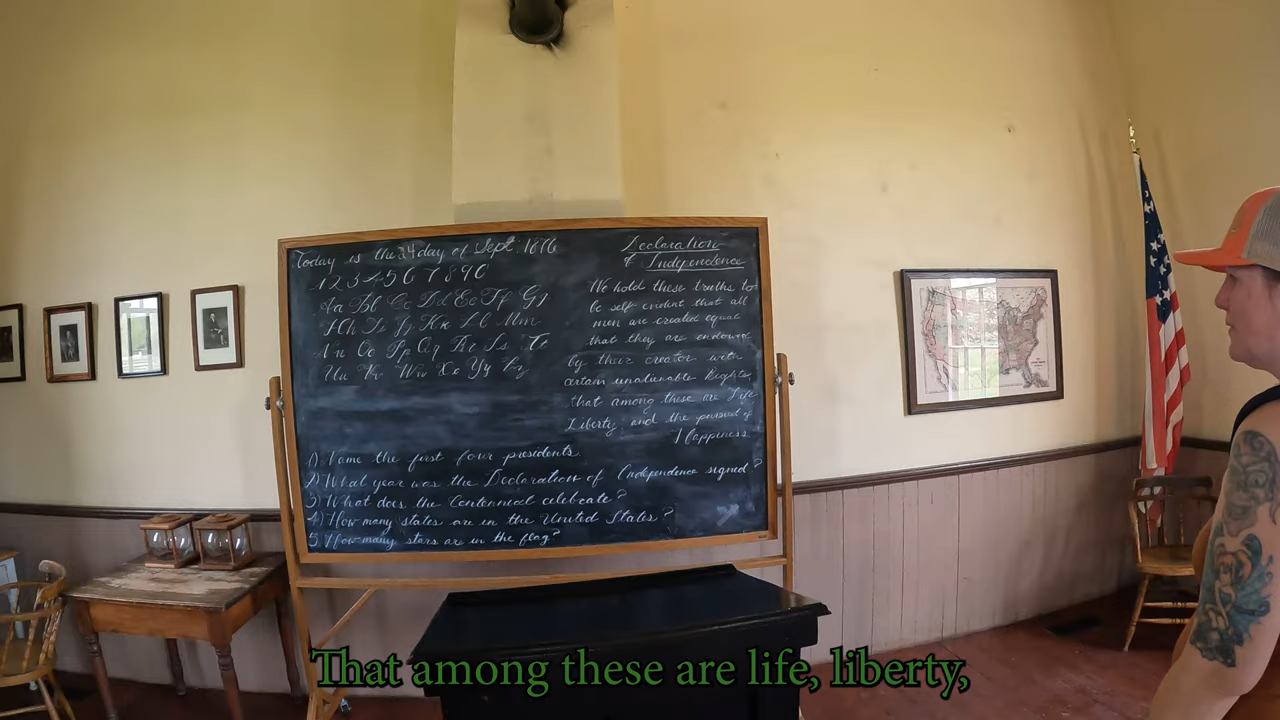 Today is the 24 day of Sept. 1876
1 2 3 4 5 6 7 8 9 0
Aa Bb Cc Dd Ee Ff Gg
Hh Ii Jj Kk Ll Mm
Nn Oo Pp Qq Rr Ss Tt
Uu Vv Ww Xx Yy Zz
1) Name the first four presidents.
2) What year was the Declaration of Independence signed?
3) What does the Centennial celebrate?
4) How many states are in the United States?
5. How many stars are in the flag?
Declaration
of Independence
We hold these truths to
be self evident that all
men are created equal
that they are endowed
by their creator with
certain unalienable Rights,
that among these are Life
Liberty, and the pursuit of
Happiness
That among these are life, liberty,